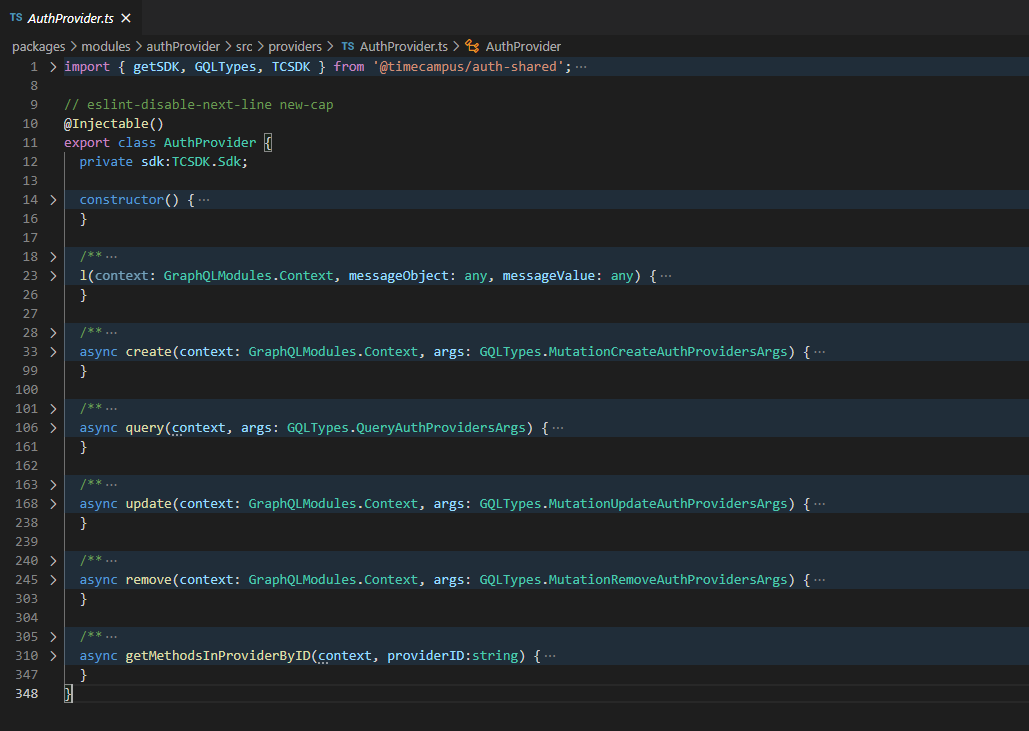 TS AuthProvider.ts ×
packages > modules > authProvider > src > providers > TS AuthProvider.ts > AuthProvider
1 > import { getSDK, GQLTypes, TCSDK } from '@timecampus/auth-shared'; ···
8
9 // eslint-disable-next-line new-cap
10 @Injectable()
11 export class AuthProvider {
12 private sdk:TCSDK.Sdk;
13
14 > constructor() { ···
16 }
17
18 > /** ···
23 > l(context: GraphQLModules.Context, messageObject: any, messageValue: any) { ···
26 }
27
28 > /** ···
33 > async create(context: GraphQLModules.Context, args: GQLTypes.MutationCreateAuthProvidersArgs) { ···
99 }
100
101 > /** ···
106 > async query(context, args: GQLTypes.QueryAuthProvidersArgs) { ···
161 }
162
163 > /** ···
168 > async update(context: GraphQLModules.Context, args: GQLTypes.MutationUpdateAuthProvidersArgs) { ···
238 }
239
240 > /** ···
245 > async remove(context: GraphQLModules.Context, args: GQLTypes.MutationRemoveAuthProvidersArgs) { ···
303 }
304
305 > /** ···
310 > async getMethodsInProviderByID(context, providerID:string) { ···
347 }
348 }